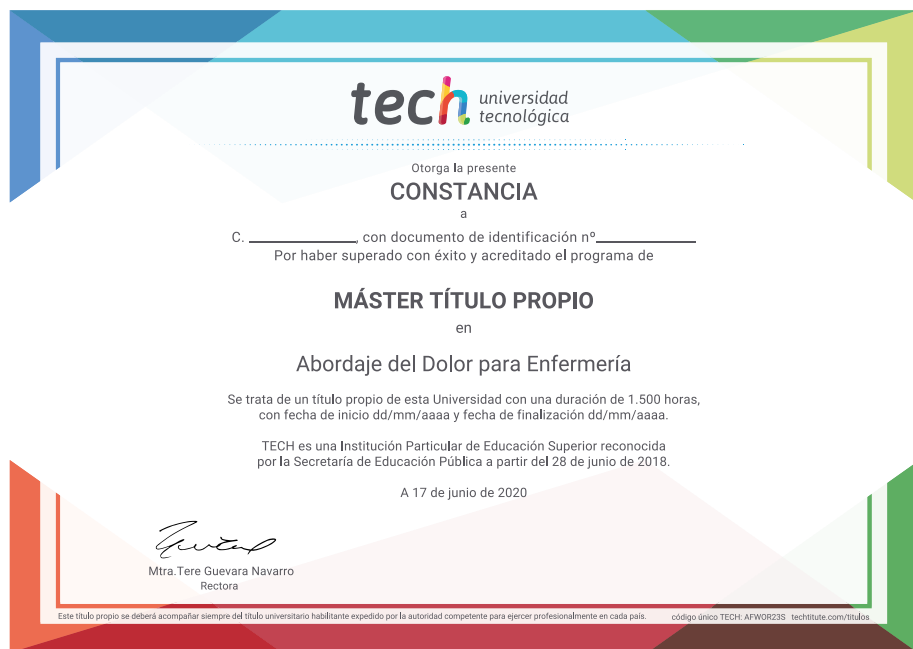 tech universidad
tecnológica
Otorga la presente
CONSTANCIA
a
C. ____________, con documento de identificación nº____________
Por haber superado con éxito y acreditado el programa de
MÁSTER TÍTULO PROPIO
en
Abordaje del Dolor para Enfermería
Se trata de un título propio de esta Universidad con una duración de 1.500 horas,
con fecha de inicio dd/mm/aaaa y fecha de finalización dd/mm/aaaa.
TECH es una Institución Particular de Educación Superior reconocida
por la Secretaría de Educación Pública a partir del 28 de junio de 2018.
A 17 de junio de 2020
Mtra.Tere Guevara Navarro
Rectora
Este título propio se deberá acompañar siempre del título universitario habilitante expedido por la autoridad competente para ejercer profesionalmente en cada país. código único TECH: AFWOR23S techtitute.com/titulos